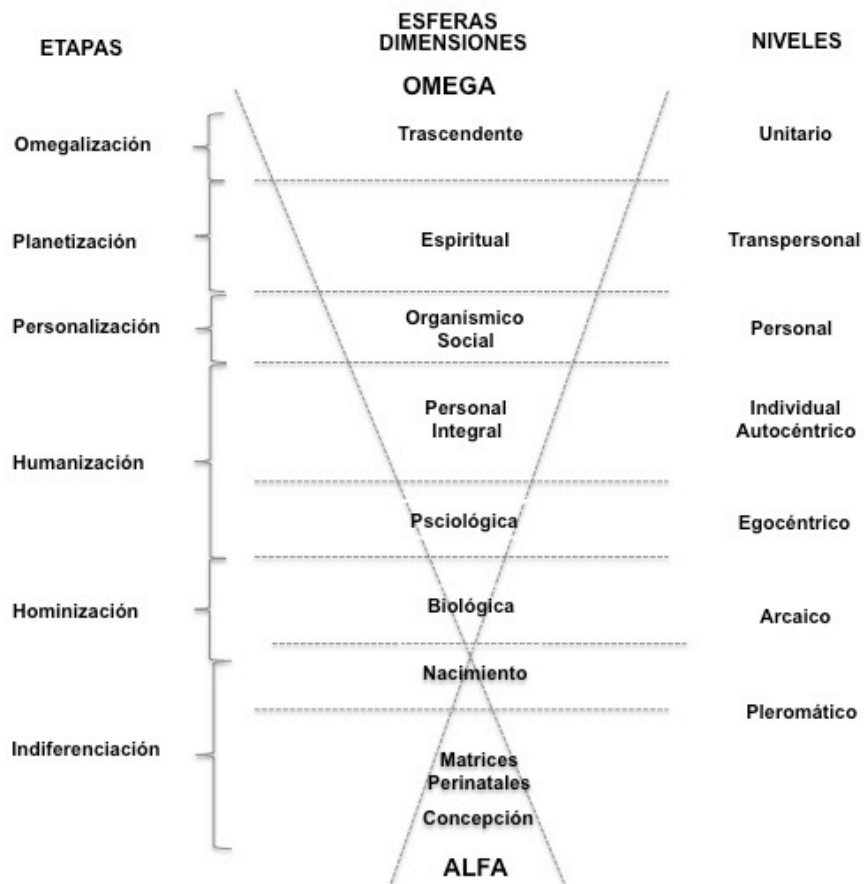 ETAPAS
ESFERAS
DIMENSIONES
NIVELES
OMEGA
Omegalización
Trascendente
Unitario
Planetización
Espiritual
Transpersonal
Personalización
Organísmico
Social
Personal
Humanización
Personal
Integral
Individual
Autocéntrico
Psciológica
Egocéntrico
Hominización
Biológica
Arcaico
Nacimiento
Pleromático
Indiferenciación
Matrices
Perinatales
Concepción
ALFA